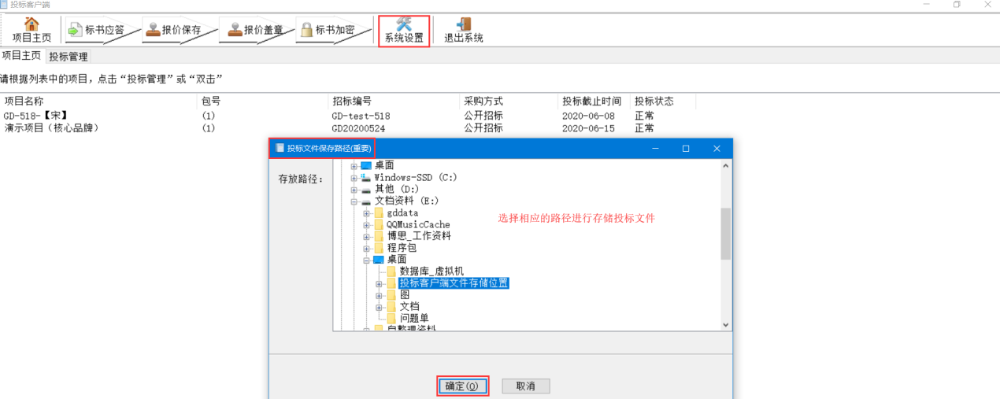 投标客户端
项目主页 标书应答 报价保存 报价盖章 标书加密 系统设置 退出系统
项目主页 投标管理
请根据列表中的项目，点击“投标管理”或“双击”
项目名称 包号 招标编号 采购方式 投标截止时间 投标状态
GD-518-【宋】 (1) GD-test-518 公开招标 2020-06-08 正常
演示项目（核心品牌） (1) GD20200524 公开招标 2020-06-15 正常
投标文件保存路径(重要)
存放路径：
桌面
Windows-SSD (C:)
其他 (D:)
文档资料 (E:)
gddata
QQMusicCache
博思_工作资料
程序包
桌面
数据库_虚拟机
投标客户端文件存储位置
图
文档
问题单
自整理资料
选择相应的路径进行存储投标文件
确定(O) 取消